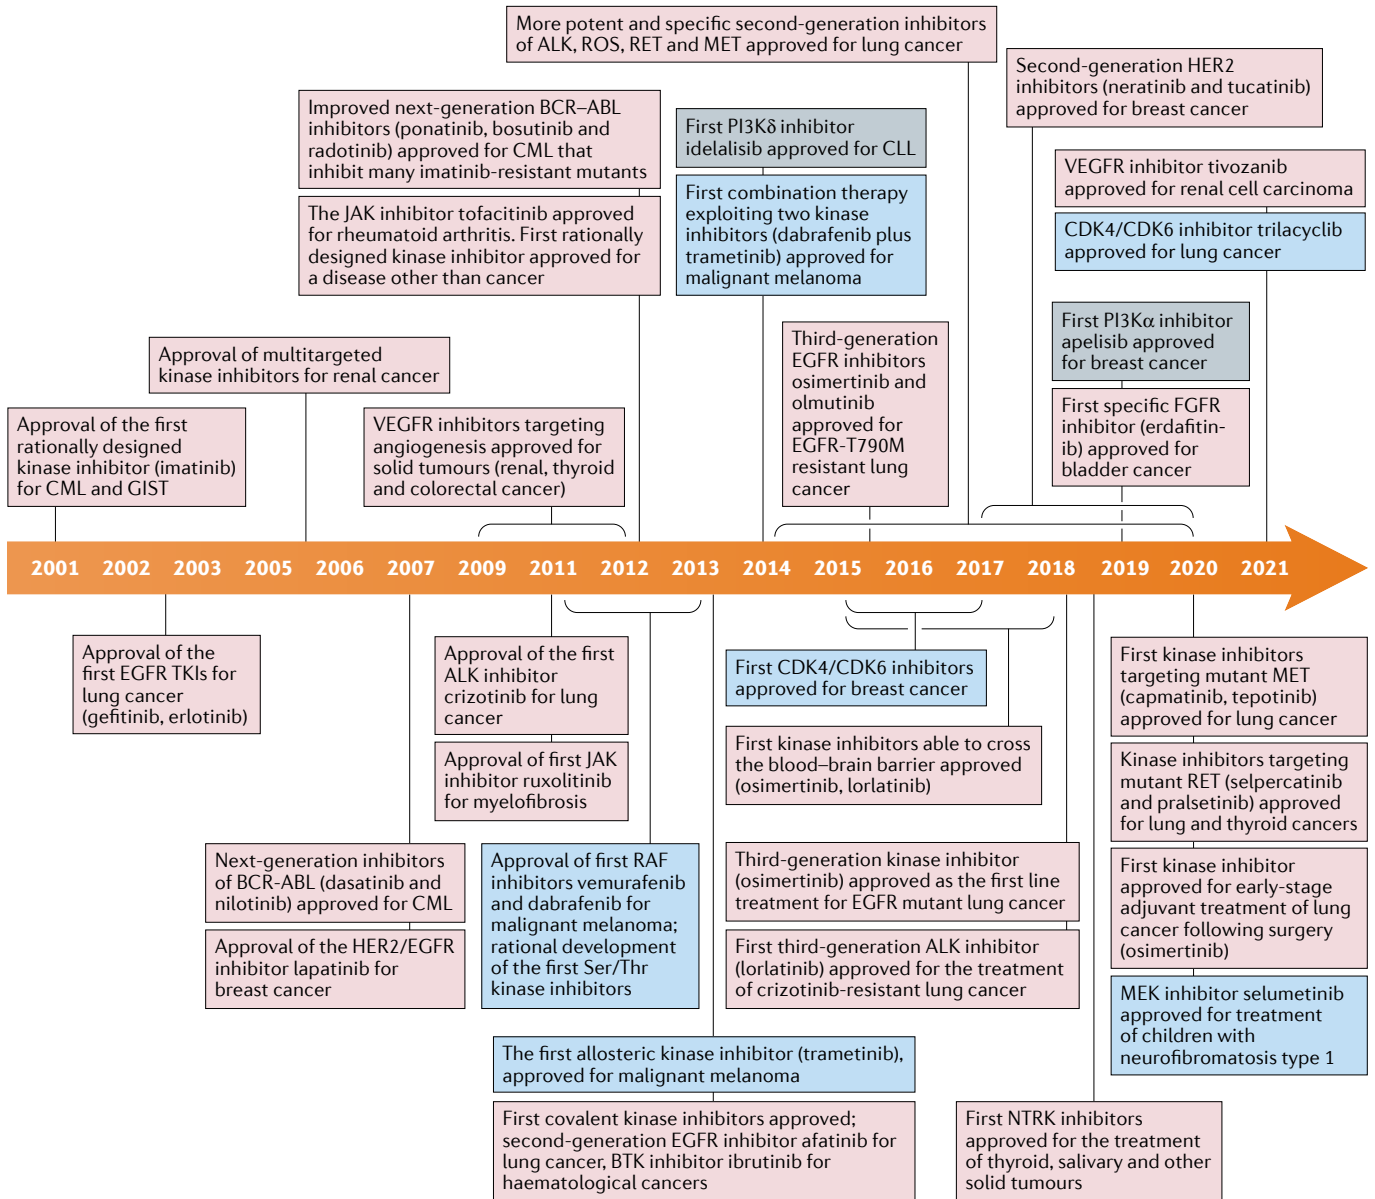 More potent and specific second-generation inhibitors
of ALK, ROS, RET and MET approved for lung cancer
Second-generation HER2
inhibitors (neratinib and tucatinib)
approved for breast cancer
Improved next-generation BCR–ABL
inhibitors (ponatinib, bosutinib and
radotinib) approved for CML that
inhibit many imatinib-resistant mutants
First PI3Kδ inhibitor
idelalisib approved for CLL
VEGFR inhibitor tivozanib
approved for renal cell carcinoma
The JAK inhibitor tofacitinib approved
for rheumatoid arthritis. First rationally
designed kinase inhibitor approved for
a disease other than cancer
First combination therapy
exploiting two kinase
inhibitors (dabrafenib plus
trametinib) approved for
malignant melanoma
CDK4/CDK6 inhibitor trilacyclib
approved for lung cancer
Approval of multitargeted
kinase inhibitors for renal cancer
Third-generation
EGFR inhibitors
osimertinib and
olmutinib
approved for
EGFR-T790M
resistant lung
cancer
First PI3Kα inhibitor
apelisib approved
for breast cancer
Approval of the first
rationally designed
kinase inhibitor (imatinib)
for CML and GIST
VEGFR inhibitors targeting
angiogenesis approved for
solid tumours (renal, thyroid
and colorectal cancer)
First specific FGFR
inhibitor (erdafitin-
ib) approved for
bladder cancer
2001 2002 2003 2005 2006 2007 2009 2011 2012 2013 2014 2015 2016 2017 2018 2019 2020 2021
Approval of the
first EGFR TKIs for
lung cancer
(gefitinib, erlotinib)
Approval of the first
ALK inhibitor
crizotinib for lung
cancer
First CDK4/CDK6 inhibitors
approved for breast cancer
First kinase inhibitors
targeting mutant MET
(capmatinib, tepotinib)
approved for lung cancer
Approval of first JAK
inhibitor ruxolitinib
for myelofibrosis
First kinase inhibitors able to cross
the blood–brain barrier approved
(osimertinib, lorlatinib)
Kinase inhibitors targeting
mutant RET (selpercatinib
and pralsetinib) approved
for lung and thyroid cancers
Next-generation inhibitors
of BCR-ABL (dasatinib and
nilotinib) approved for CML
Approval of first RAF
inhibitors vemurafenib
and dabrafenib for
malignant melanoma;
rational development
of the first Ser/Thr
kinase inhibitors
Third-generation kinase inhibitor
(osimertinib) approved as the first line
treatment for EGFR mutant lung cancer
First kinase inhibitor
approved for early-stage
adjuvant treatment of lung
cancer following surgery
(osimertinib)
Approval of the HER2/EGFR
inhibitor lapatinib for
breast cancer
First third-generation ALK inhibitor
(lorlatinib) approved for the treatment
of crizotinib-resistant lung cancer
MEK inhibitor selumetinib
approved for treatment
of children with
neurofibromatosis type 1
The first allosteric kinase inhibitor (trametinib),
approved for malignant melanoma
First covalent kinase inhibitors approved;
second-generation EGFR inhibitor afatinib for
lung cancer, BTK inhibitor ibrutinib for
haematological cancers
First NTRK inhibitors
approved for the treatment
of thyroid, salivary and other
solid tumours